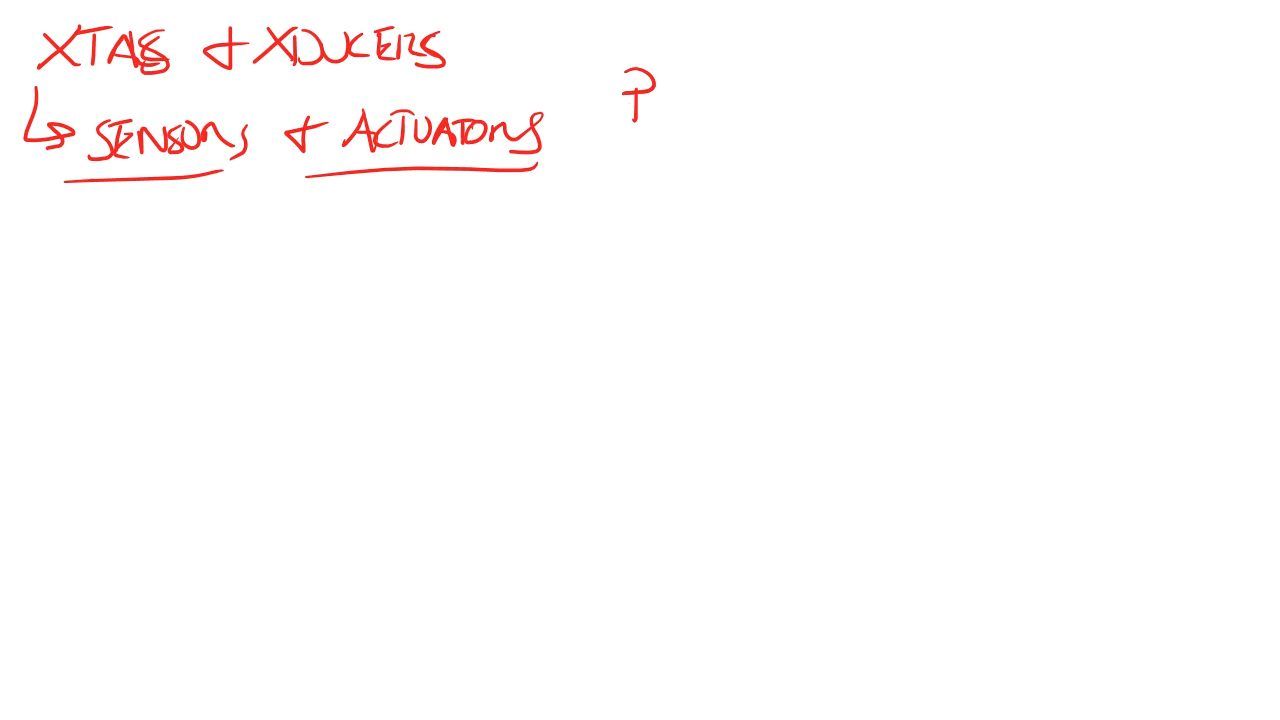 XTALS + XDUCERS
↳ SENSORS + ACTUATORS
P